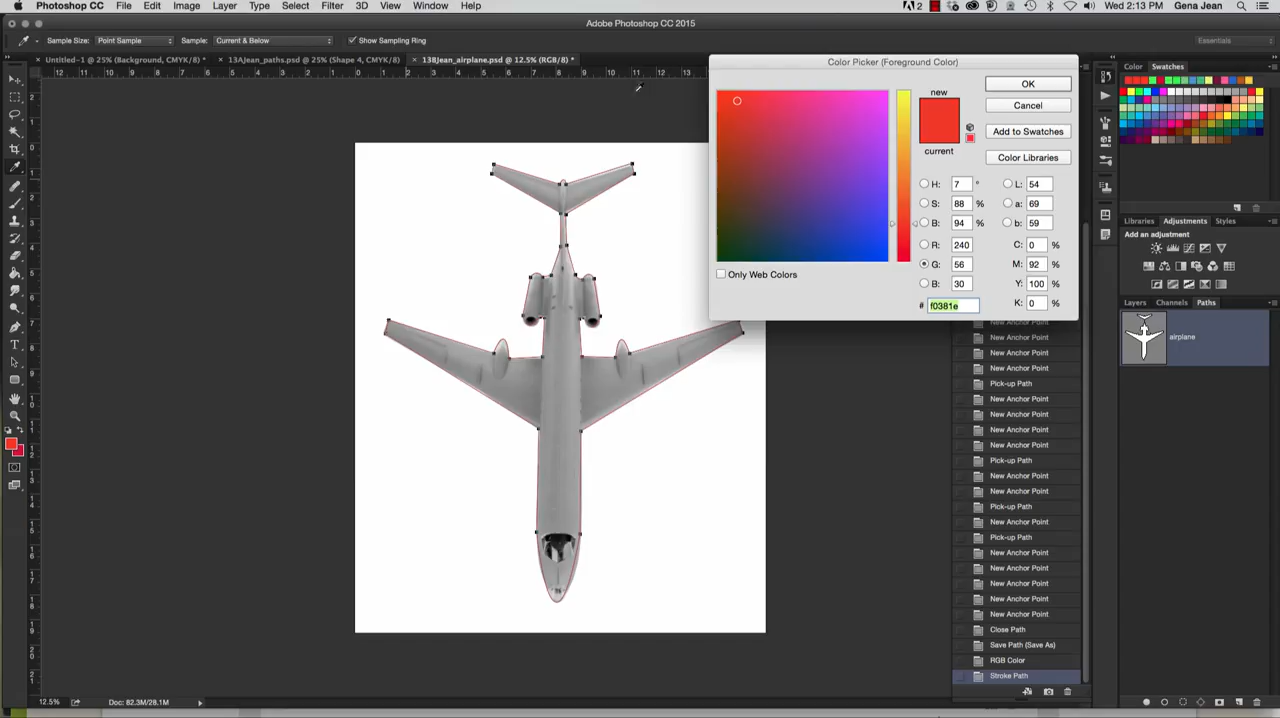 Photoshop CC File Edit Image Layer Type Select Filter 3D View Window Help 2 Wed 2:13 PM Gena Jean
Adobe Photoshop CC 2015
Sample Size: Point Sample Sample: Current & Below Show Sampling Ring Essentials
Untitled-1 @ 25% (Background, CMYK/8) * 13AJean_paths.psd @ 25% (Shape 4, CMYK/8) 13BJean_airplane.psd @ 12.5% (RGB/8) *
Color Picker (Foreground Color)
new
current
OK
Cancel
Add to Swatches
Color Libraries
H: 7 ° L: 54
S: 88 % a: 69
B: 94 % b: 59
R: 240 C: 0 %
G: 56 M: 92 %
B: 30 Y: 100 %
# f0381e K: 0 %
Only Web Colors
Color Swatches
Libraries Adjustments Styles
Add an adjustment
Layers Channels Paths
airplane
New Anchor Point
New Anchor Point
New Anchor Point
New Anchor Point
Pick-up Path
New Anchor Point
New Anchor Point
New Anchor Point
New Anchor Point
Pick-up Path
New Anchor Point
New Anchor Point
Pick-up Path
New Anchor Point
Pick-up Path
New Anchor Point
New Anchor Point
New Anchor Point
New Anchor Point
New Anchor Point
Close Path
Save Path (Save As)
RGB Color
Stroke Path
12.5% Doc: 82.3M/28.1M